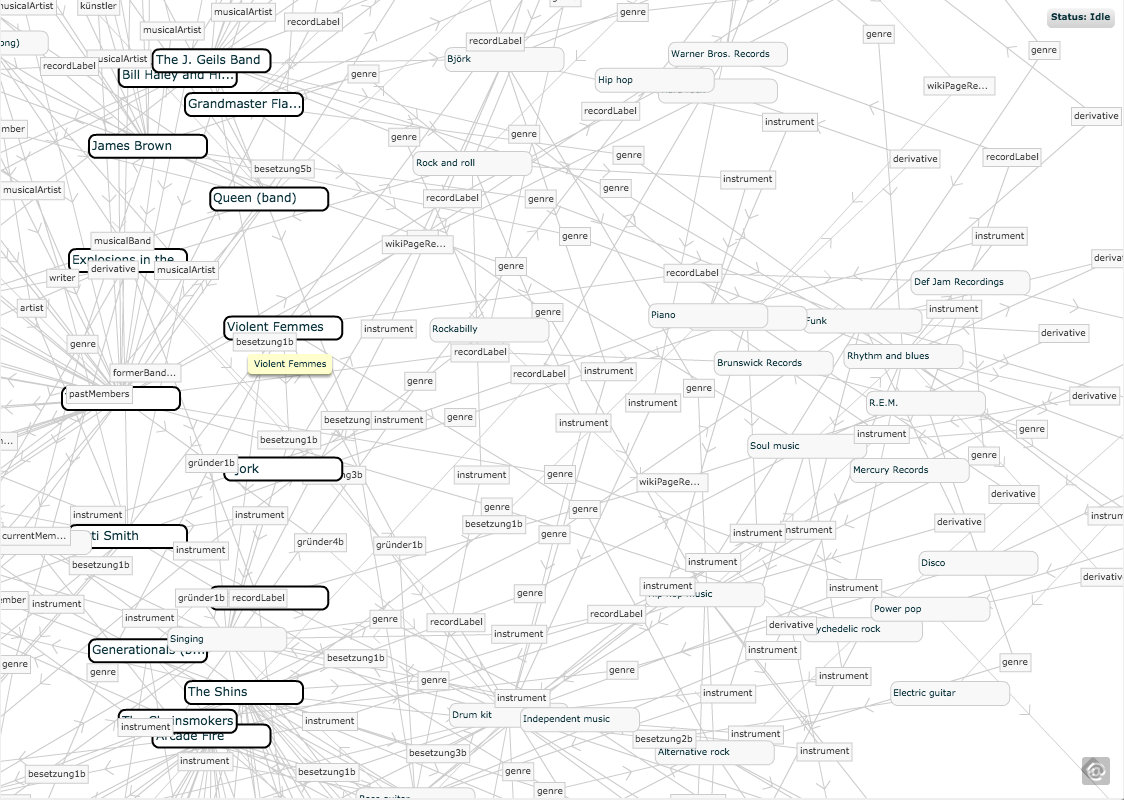 musicalArtist
künstler
musicalArtist
recordLabel
genre
genre
Status: Idle
musicalArtist
ong)
recordLabel
genre
musicalArtist
The J. Geils Band
Björk
Warner Bros. Records
recordLabel
Bill Haley and Hi...
genre
Hip hop
wikiPageRe...
Grandmaster Fla...
recordLabel
instrument
derivative
mber
James Brown
genre
genre
Rock and roll
genre
derivative
recordLabel
besetzung5b
instrument
musicalArtist
Queen (band)
recordLabel
genre
genre
musicalBand
wikiPageRe...
genre
instrument
Explosions in the
derivative
musicalArtist
writer
genre
recordLabel
Def Jam Recordings
artist
genre
instrument
Violent Femmes
instrument
Rockabilly
Piano
Funk
derivative
genre
besetzung1b
recordLabel
Brunswick Records
Rhythm and blues
Violent Femmes
formerBand...
genre
recordLabel
instrument
genre
pastMembers
instrument
R.E.M.
derivative
besetzung
instrument
genre
instrument
instrument
genre
besetzung1b
Soul music
genre
gründer1b
jork
ng3b
instrument
genre
wikiPageRe...
Mercury Records
derivative
instrument
instrument
genre
genre
besetzung1b
derivative
currentMem...
ti Smith
instrument
gründer4b
gründer1b
genre
instrument
instrument
besetzung1b
instrument
Disco
ember
instrument
gründer1b
recordLabel
genre
instrument
Hip hop music
instrument
Power pop
instrument
genre
recordLabel
instrument
recordLabel
derivative
ychedelic rock
Generationals (b...
Singing
besetzung1b
instrument
genre
genre
genre
genre
instrument
genre
The Shins
instrument
instrument
Electric guitar
The Chainsmokers
instrument
Arcade Fire
instrument
Drum kit
Independent music
besetzung2b
instrument
instrument
besetzung3b
Alternative rock
instrument
besetzung1b
besetzung1b
genre
genre
recordLabel
Bass guitar